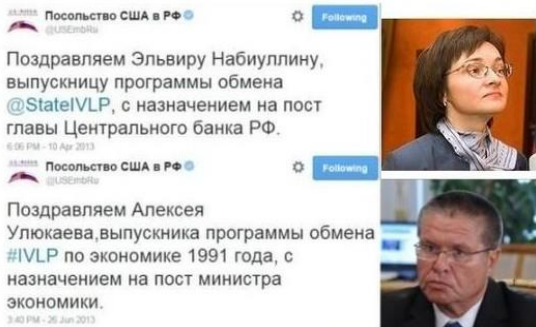 Посольство США в РФ
@USEmbRu
Following
Поздравляем Эльвиру Набиуллину,
выпускницу программы обмена
@StateIVLP, с назначением на пост
главы Центрального банка РФ.
6:06 PM - 10 Apr 2013
Посольство США в РФ
@USEmbRu
Following
Поздравляем Алексея
Улюкаева,выпускника программы обмена
#IVLP по экономике 1991 года, с
назначением на пост министра
экономики.
3:40 PM - 26 Jun 2013